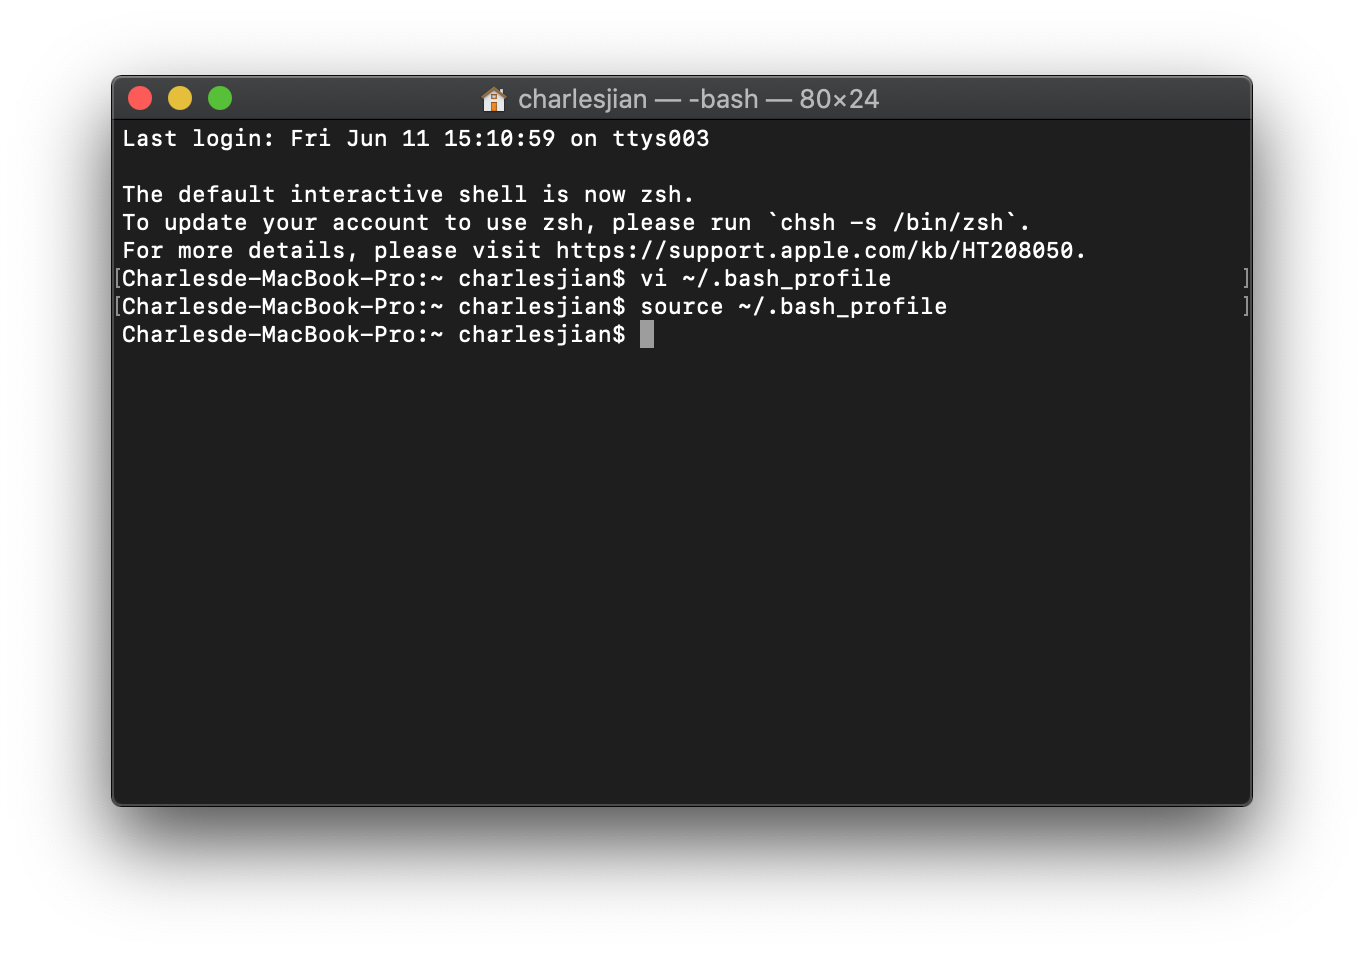 charlesjian — -bash — 80×24
Last login: Fri Jun 11 15:10:59 on ttys003
The default interactive shell is now zsh.
To update your account to use zsh, please run `chsh -s /bin/zsh`.
For more details, please visit https://support.apple.com/kb/HT208050.
[Charlesde-MacBook-Pro:~ charlesjian$ vi ~/.bash_profile ]
[Charlesde-MacBook-Pro:~ charlesjian$ source ~/.bash_profile ]
Charlesde-MacBook-Pro:~ charlesjian$